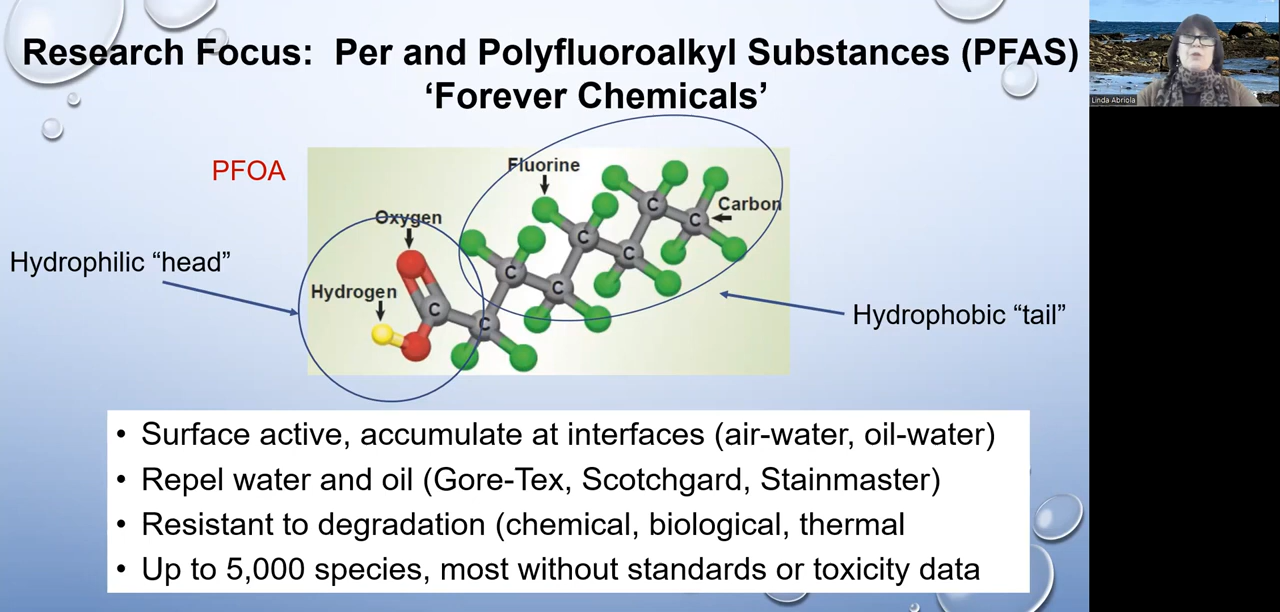 Research Focus:  Per and Polyfluoroalkyl Substances (PFAS)
‘Forever Chemicals’
Linda Abriola
PFOA
Fluorine
Carbon
Oxygen
Hydrophilic “head”
Hydrogen
Hydrophobic “tail”
C
C
C
C
C
C
C
C
• Surface active, accumulate at interfaces (air-water, oil-water)
• Repel water and oil (Gore-Tex, Scotchgard, Stainmaster)
• Resistant to degradation (chemical, biological, thermal
• Up to 5,000 species, most without standards or toxicity data